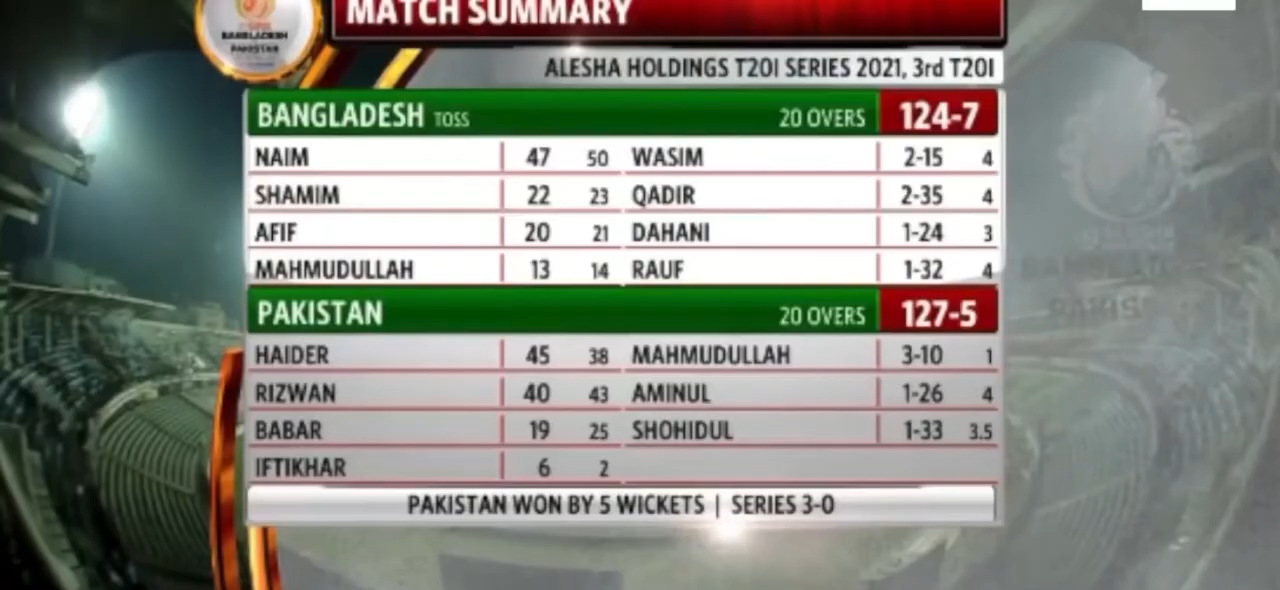 MATCH SUMMARY
BANGLADESH
PAKISTAN
ALESHA HOLDINGS T20I SERIES 2021, 3rd T20I
BANGLADESH TOSS 20 OVERS 124-7
NAIM 47 50 WASIM 2-15 4
SHAMIM 22 23 QADIR 2-35 4
AFIF 20 21 DAHANI 1-24 3
MAHMUDULLAH 13 14 RAUF 1-32 4
PAKISTAN 20 OVERS 127-5
HAIDER 45 38 MAHMUDULLAH 3-10 1
RIZWAN 40 43 AMINUL 1-26 4
BABAR 19 25 SHOHIDUL 1-33 3.5
IFTIKHAR 6 2
PAKISTAN WON BY 5 WICKETS | SERIES 3-0